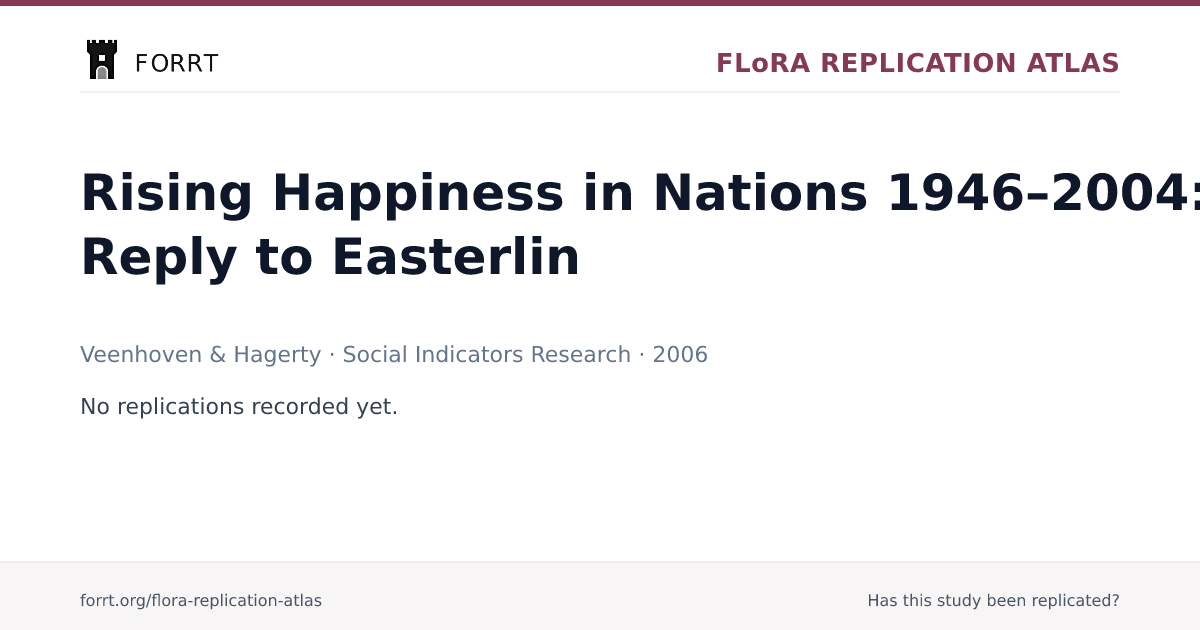 FORRT
FLoRA REPLICATION ATLAS
Rising Happiness in Nations 1946–2004:
Reply to Easterlin
Veenhoven & Hagerty · Social Indicators Research · 2006
No replications recorded yet.
forrt.org/flora-replication-atlas
Has this study been replicated?